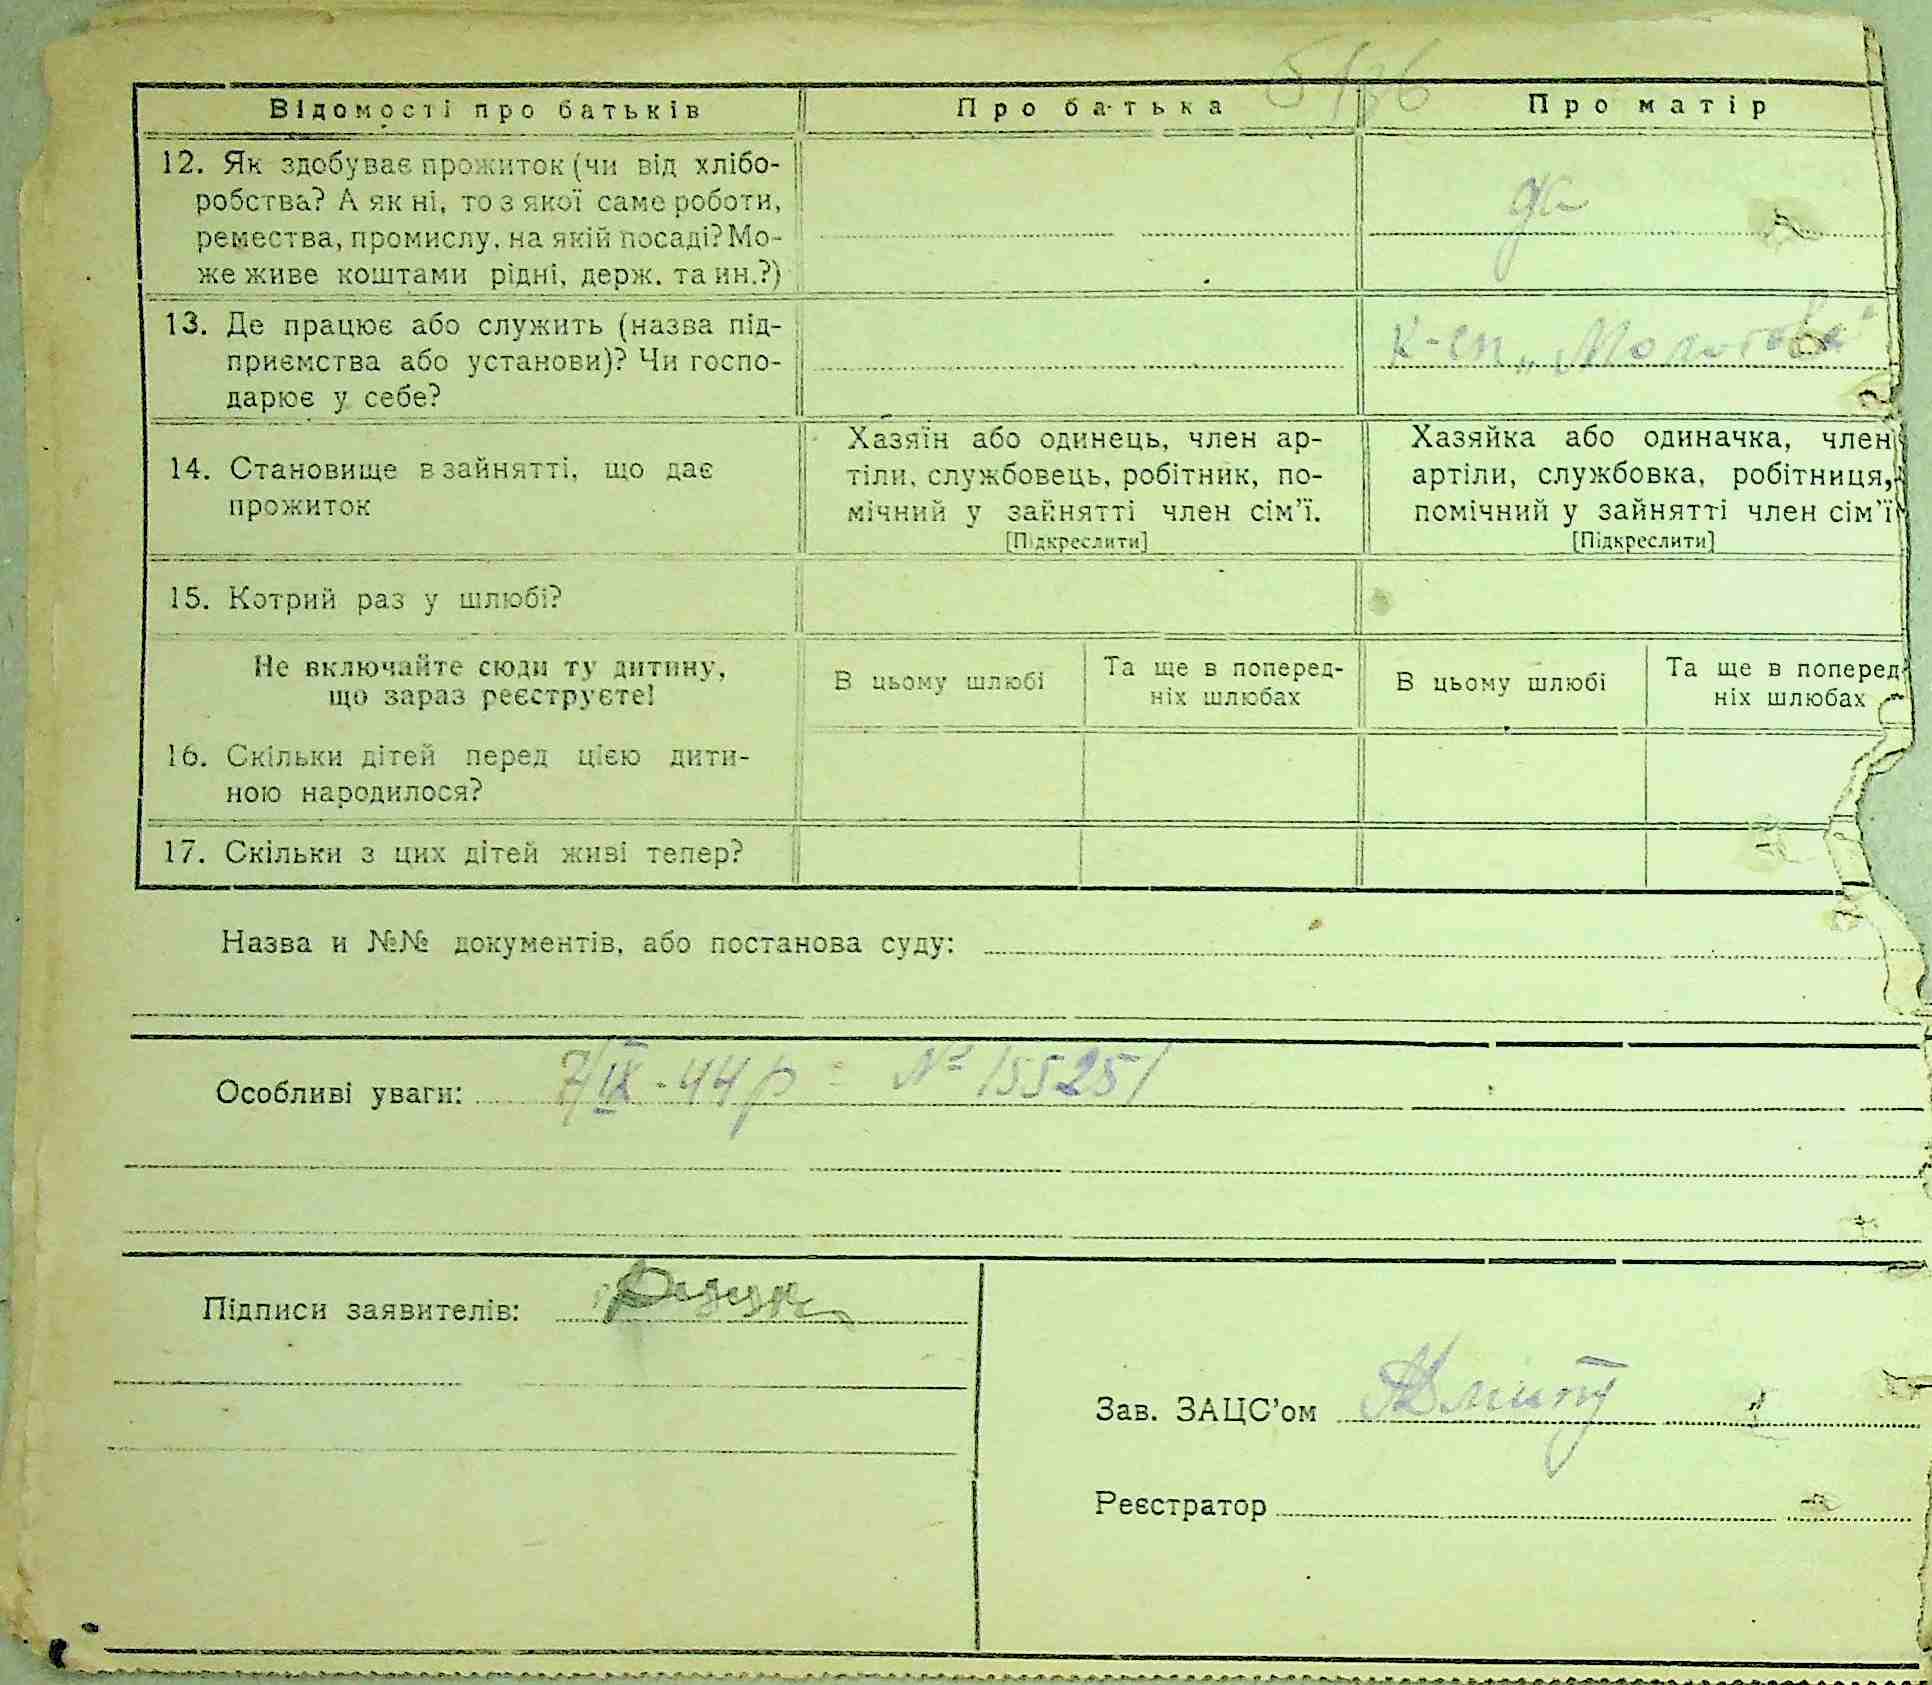 Відомості про батьків
Про батька
Про матір
12. Як здобуває прожиток (чи від хлібо-
робства? А як ні, то з якої саме роботи,
ремества, промислу, на якій посаді? Мо-
же живе коштами рідні, держ. та ин.?)
13. Де працює або служить (назва під-
приємства або установи)? Чи госпо-
дарює у себе?
к-сп „Молотова“
14. Становище в зайнятті, що дає
прожиток
Хазяїн або одинець, член ар-
тіли, службовець, робітник, по-
мічний у зайнятті член сім’ї.
[Підкреслити]
Хазяйка або одиначка, член
артіли, службовка, робітниця,
помічний у зайнятті член сім’ї
[Підкреслити]
15. Котрий раз у шлюбі?
Не включайте сюди ту дитину,
що зараз реєструєте!
В цьому шлюбі
Та ще в поперед-
ніх шлюбах
В цьому шлюбі
Та ще в поперед-
ніх шлюбах
16. Скільки дітей перед цією дити-
ною народилося?
17. Скільки з цих дітей живі тепер?
Назва и №№ документів, або постанова суду:
Особливі уваги: 7/IX-44 р № 155251
Підписи заявителів:
Зав. ЗАЦС’ом
Реєстратор